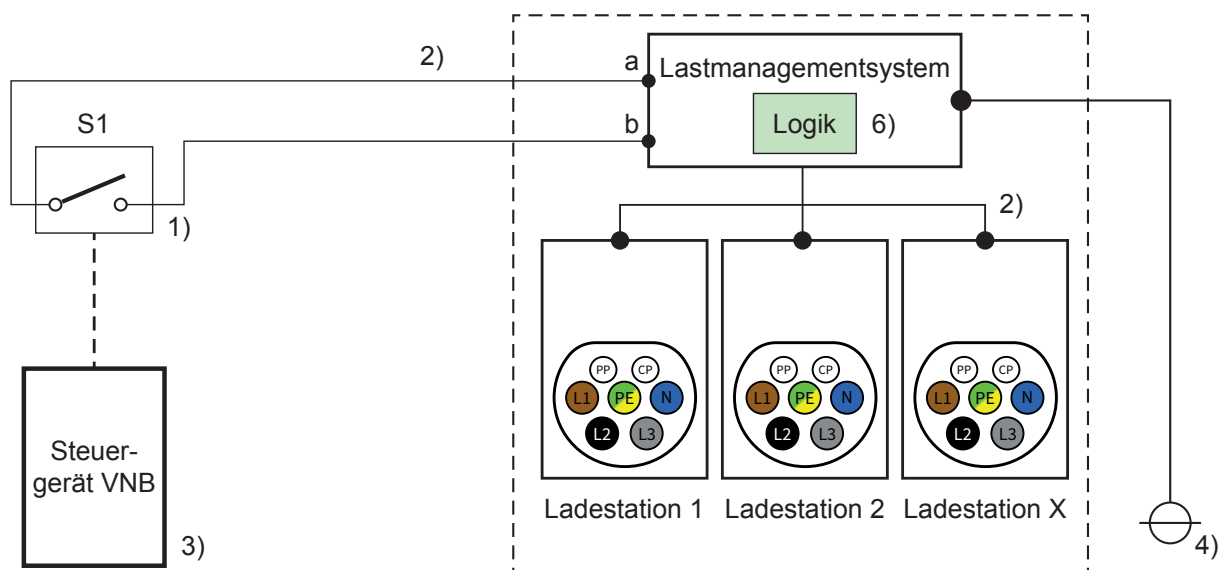 2)
a
Lastmanagementsystem
S1
b
Logik
6)
1)
2)
PP CP
L1 PE N
L2 L3
PP CP
L1 PE N
L2 L3
PP CP
L1 PE N
L2 L3
Steuer-
gerät VNB
3)
Ladestation 1
Ladestation 2
Ladestation X
4)